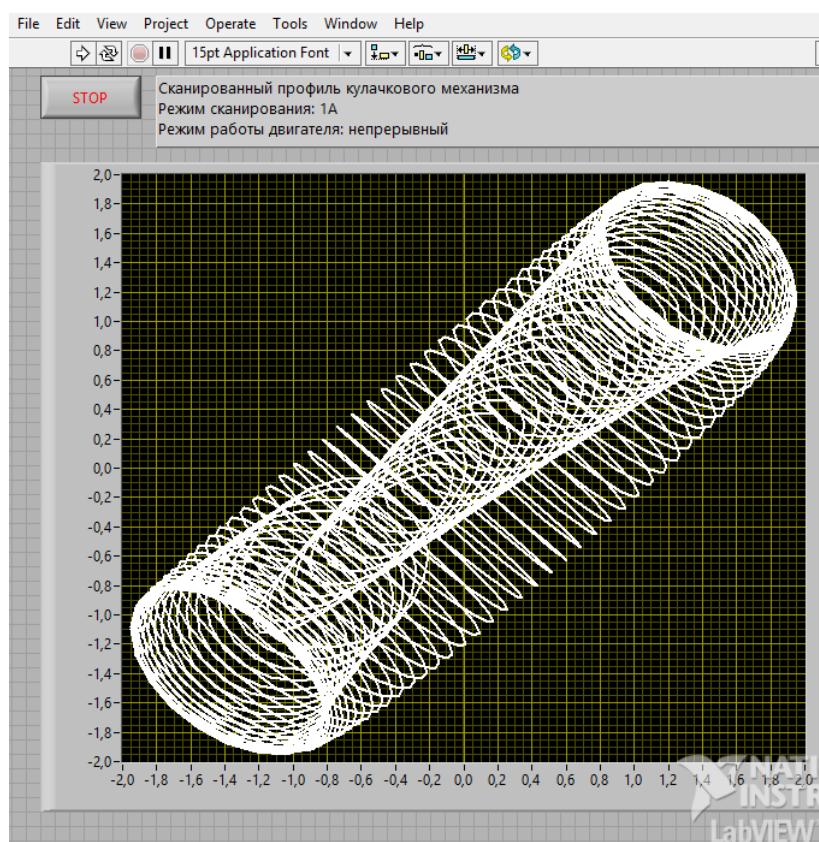 File Edit View Project Operate Tools Window Help
15pt Application Font
STOP
Сканированный профиль кулачкового механизма
Режим сканирования: 1А
Режим работы двигателя: непрерывный
2,0
1,8
1,6
1,4
1,2
1,0
0,8
0,6
0,4
0,2
0,0
-0,2
-0,4
-0,6
-0,8
-1,0
-1,2
-1,4
-1,6
-1,8
-2,0
-2,0 -1,8 -1,6 -1,4 -1,2 -1,0 -0,8 -0,6 -0,4 -0,2 0,0 0,2 0,4 0,6 0,8 1,0 1,2 1,4 1,6 1,8 2,0
NATI
INSTR
LabVIEW